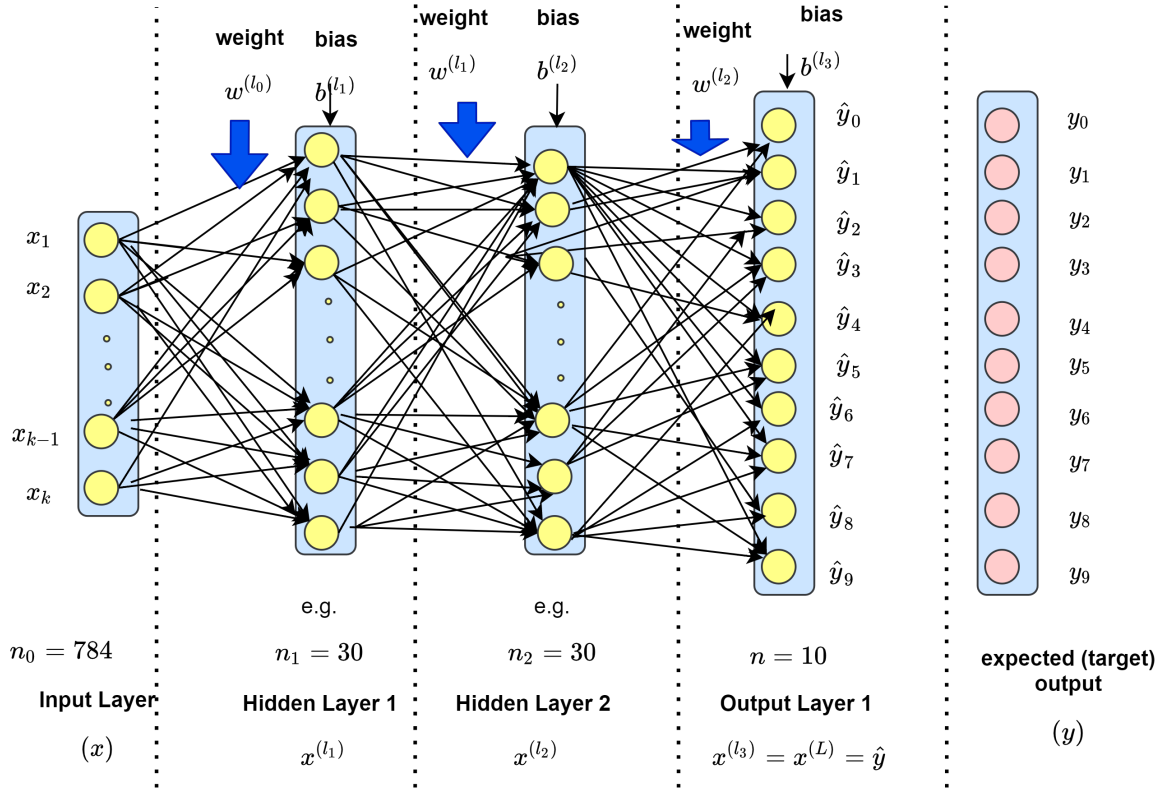 weight
bias
w^{(l_0)}
b^{(l_1)}
weight
bias
w^{(l_1)}
b^{(l_2)}
weight
bias
w^{(l_2)}
b^{(l_3)}
x_1
x_2
x_{k-1}
x_k
ŷ_0
ŷ_1
ŷ_2
ŷ_3
ŷ_4
ŷ_5
ŷ_6
ŷ_7
ŷ_8
ŷ_9
y_0
y_1
y_2
y_3
y_4
y_5
y_6
y_7
y_8
y_9
e.g.
e.g.
n_0 = 784
n_1 = 30
n_2 = 30
n = 10
Input Layer
Hidden Layer 1
Hidden Layer 2
Output Layer 1
expected (target)
output
(x)
x^{(l_1)}
x^{(l_2)}
x^{(l_3)} = x^{(L)} = ŷ
(y)